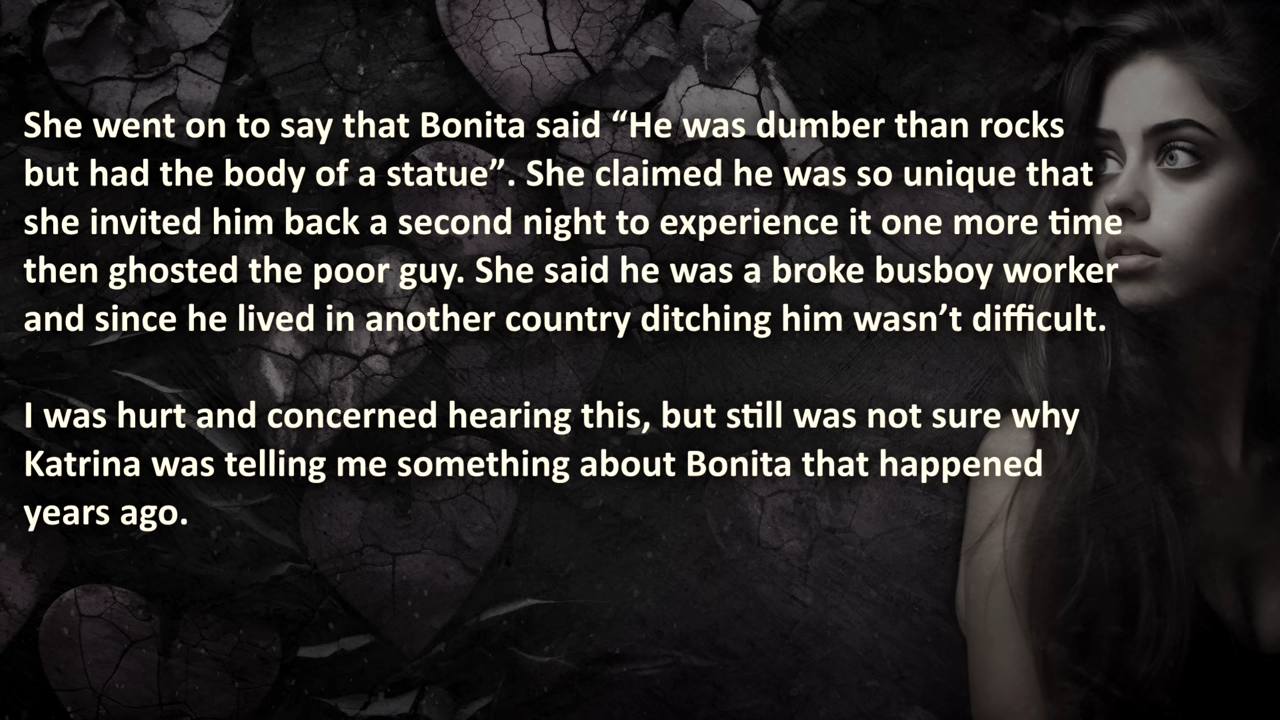 She went on to say that Bonita said “He was dumber than rocks
but had the body of a statue”. She claimed he was so unique that
she invited him back a second night to experience it one more time
then ghosted the poor guy. She said he was a broke busboy worker
and since he lived in another country ditching him wasn’t difficult.
I was hurt and concerned hearing this, but still was not sure why
Katrina was telling me something about Bonita that happened
years ago.